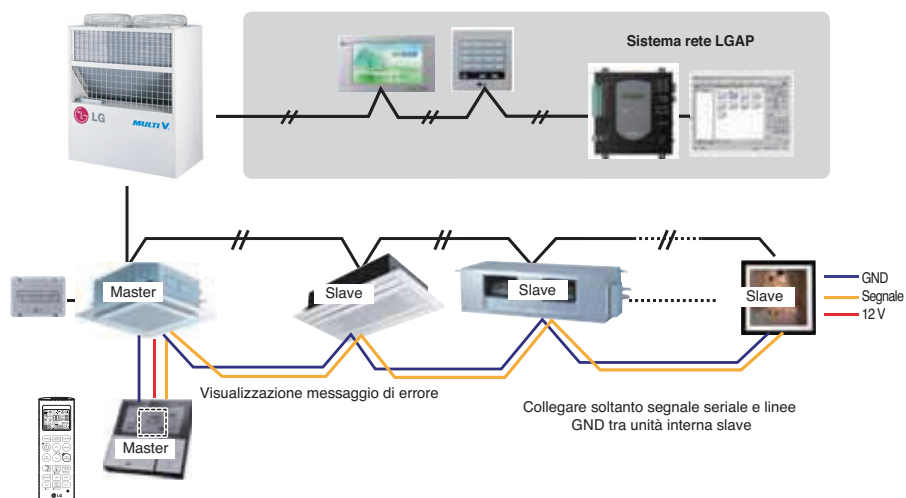 Sistema rete LGAP
LG
MULTI V.
Master
Slave
Slave
Slave
GND
Segnale
12 V
Visualizzazione messaggio di errore
Collegare soltanto segnale seriale e linee
GND tra unità interna slave
Master
LG